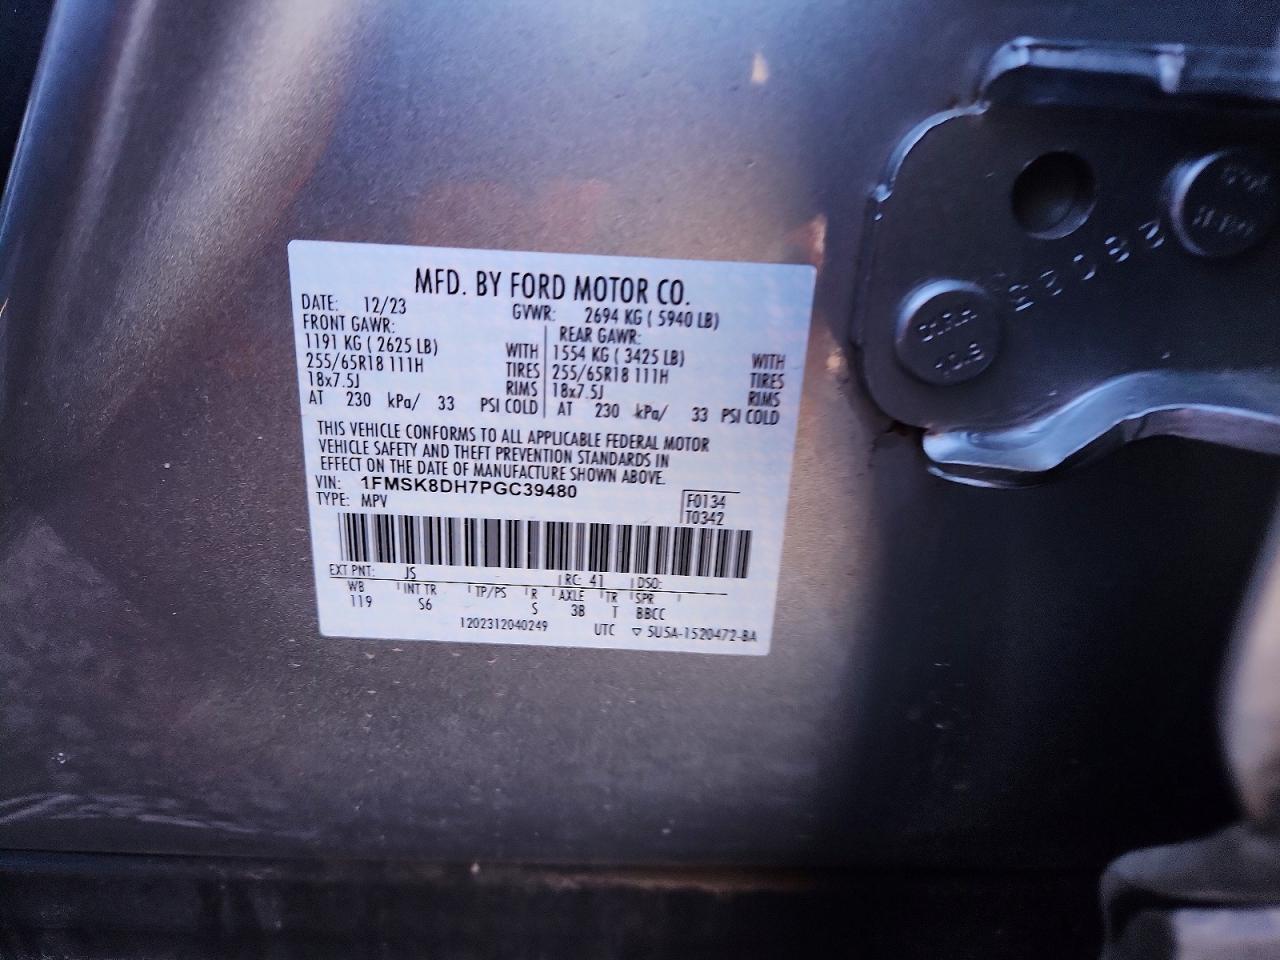 MFD. BY FORD MOTOR CO.
DATE: 12/23 GVWR: 2694 KG ( 5940 LB)
FRONT GAWR: REAR GAWR:
1191 KG ( 2625 LB) WITH 1554 KG ( 3425 LB) WITH
255/65R18 111H TIRES 255/65R18 111H TIRES
18x7.5J RIMS 18x7.5J RIMS
AT 230 kPa/ 33 PSI COLD AT 230 kPa/ 33 PSI COLD
THIS VEHICLE CONFORMS TO ALL APPLICABLE FEDERAL MOTOR
VEHICLE SAFETY AND THEFT PREVENTION STANDARDS IN
EFFECT ON THE DATE OF MANUFACTURE SHOWN ABOVE.
VIN: 1FMSK8DH7PGC39480 F0134
TYPE: MPV T0342
EXT PNT: JS RC: 41 DSO:
WB INT TR TP/PS R AXLE TR SPR
119 S6 S 3B T BBCC
1202312040249 UTC ▽ 5U5A-1520472-BA